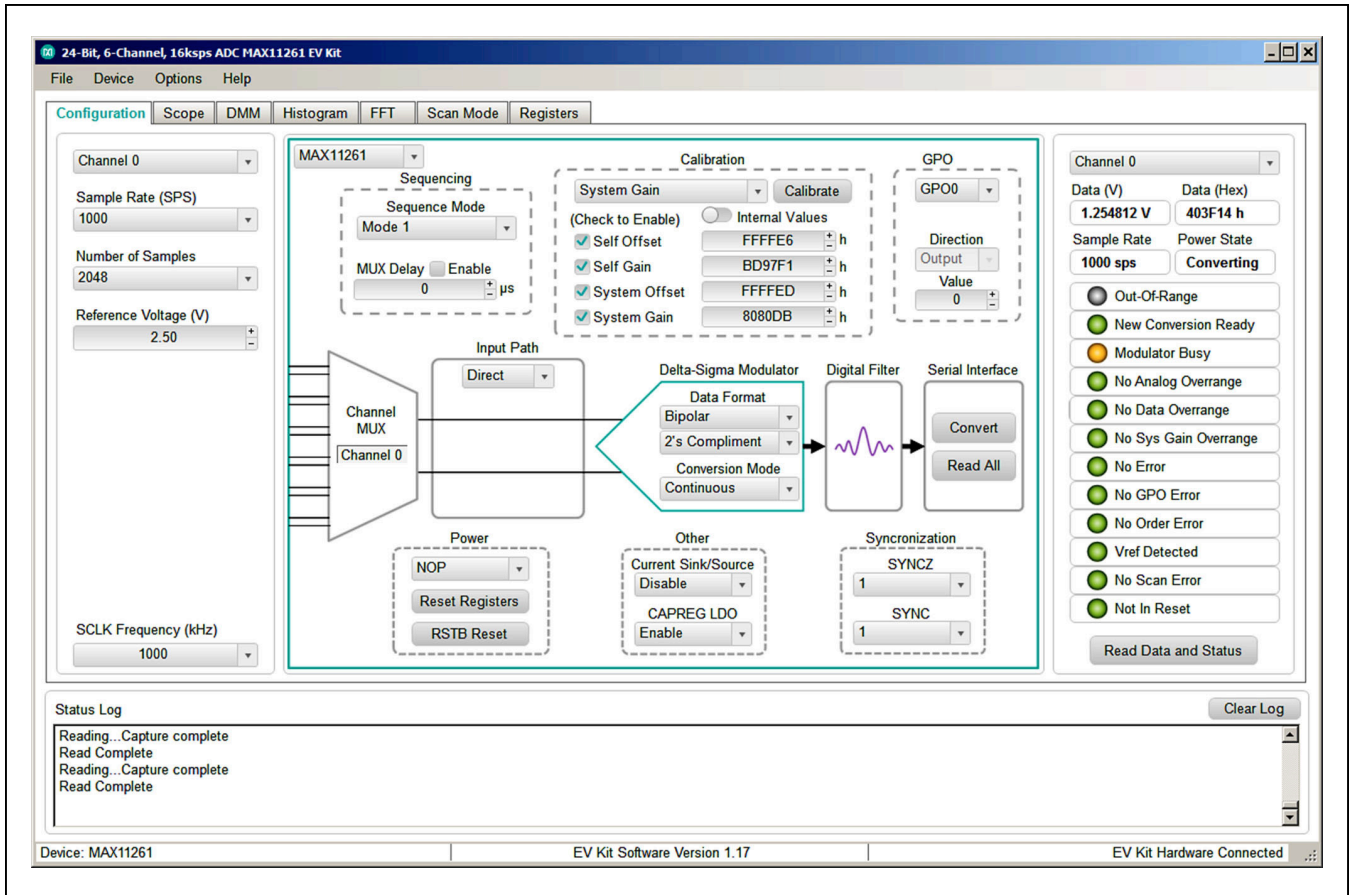 24-Bit, 6-Channel, 16ksps ADC MAX11261 EV Kit
File Device Options Help
Configuration Scope DMM Histogram FFT Scan Mode Registers
Channel 0
Sample Rate (SPS)
1000
Number of Samples
2048
Reference Voltage (V)
2.50
SCLK Frequency (kHz)
1000
MAX11261
Sequencing
Sequence Mode
Mode 1
MUX Delay Enable
0 µs
Calibration
System Gain Calibrate
(Check to Enable) Internal Values
Self Offset FFFFE6 h
Self Gain BD97F1 h
System Offset FFFFED h
System Gain 8080DB h
GPO
GPO0
Direction
Output
Value
0
Channel
MUX
Channel 0
Input Path
Direct
Delta-Sigma Modulator
Data Format
Bipolar
2's Compliment
Conversion Mode
Continuous
Digital Filter
Serial Interface
Convert
Read All
Power
NOP
Reset Registers
RSTB Reset
Other
Current Sink/Source
Disable
CAPREG LDO
Enable
Syncronization
SYNCZ
1
SYNC
1
Channel 0
Data (V) Data (Hex)
1.254812 V 403F14 h
Sample Rate Power State
1000 sps Converting
Out-Of-Range
New Conversion Ready
Modulator Busy
No Analog Overrange
No Data Overrange
No Sys Gain Overrange
No Error
No GPO Error
No Order Error
Vref Detected
No Scan Error
Not In Reset
Read Data and Status
Status Log
Clear Log
Reading...Capture complete
Read Complete
Reading...Capture complete
Read Complete
Device: MAX11261 EV Kit Software Version 1.17 EV Kit Hardware Connected